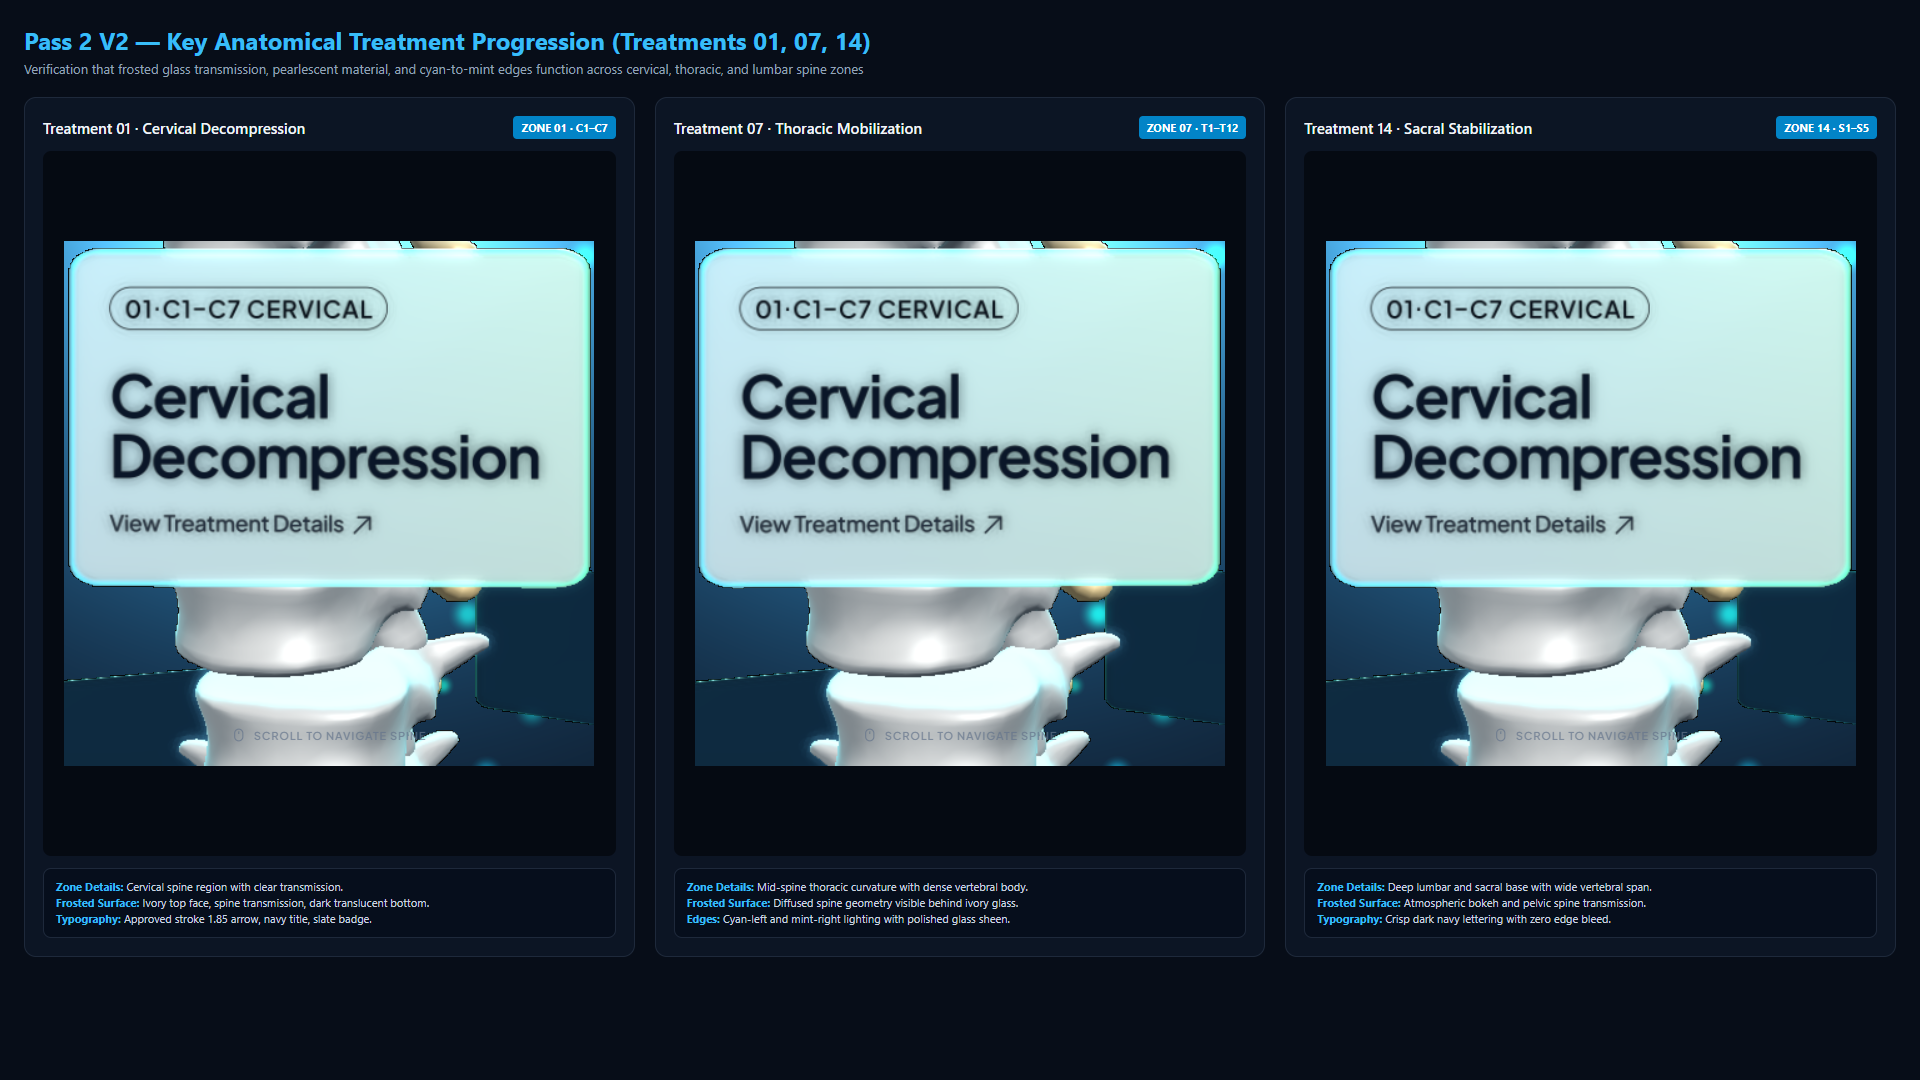 Pass 2 V2 — Key Anatomical Treatment Progression (Treatments 01, 07, 14)
Verification that frosted glass transmission, pearlescent material, and cyan-to-mint edges function across cervical, thoracic, and lumbar spine zones
Treatment 01 · Cervical Decompression
ZONE 01 · C1–C7
01·C1–C7 CERVICAL
Cervical
Decompression
View Treatment Details ↗
SCROLL TO NAVIGATE SPINE
Zone Details: Cervical spine region with clear transmission.
Frosted Surface: Ivory top face, spine transmission, dark translucent bottom.
Typography: Approved stroke 1.85 arrow, navy title, slate badge.
Treatment 07 · Thoracic Mobilization
ZONE 07 · T1–T12
01·C1–C7 CERVICAL
Cervical
Decompression
View Treatment Details ↗
SCROLL TO NAVIGATE SPINE
Zone Details: Mid-spine thoracic curvature with dense vertebral body.
Frosted Surface: Diffused spine geometry visible behind ivory glass.
Edges: Cyan-left and mint-right lighting with polished glass sheen.
Treatment 14 · Sacral Stabilization
ZONE 14 · S1–S5
01·C1–C7 CERVICAL
Cervical
Decompression
View Treatment Details ↗
SCROLL TO NAVIGATE SPINE
Zone Details: Deep lumbar and sacral base with wide vertebral span.
Frosted Surface: Atmospheric bokeh and pelvic spine transmission.
Typography: Crisp dark navy lettering with zero edge bleed.